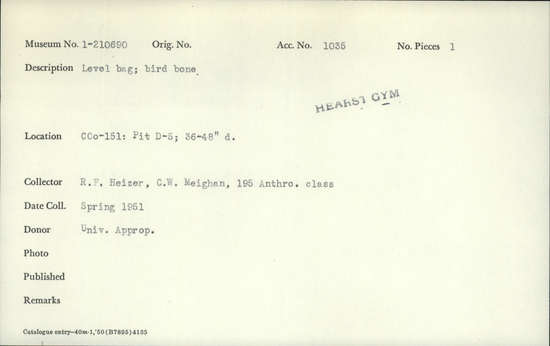 Museum No. 1-210690 Orig. No. Acc. No. 1035 No. Pieces 1
Description Level bag; bird bone.
HEARST GYM
Location CCo-151: Pit D-5; 36-48" d.
Collector R.F. Heizer, C.W. Meighan, 195 Anthro. class
Date Coll. Spring 1951
Donor Univ. Approp.
Photo
Published
Remarks
Catalogue entry—40m-1,'50 (B7895) 4155